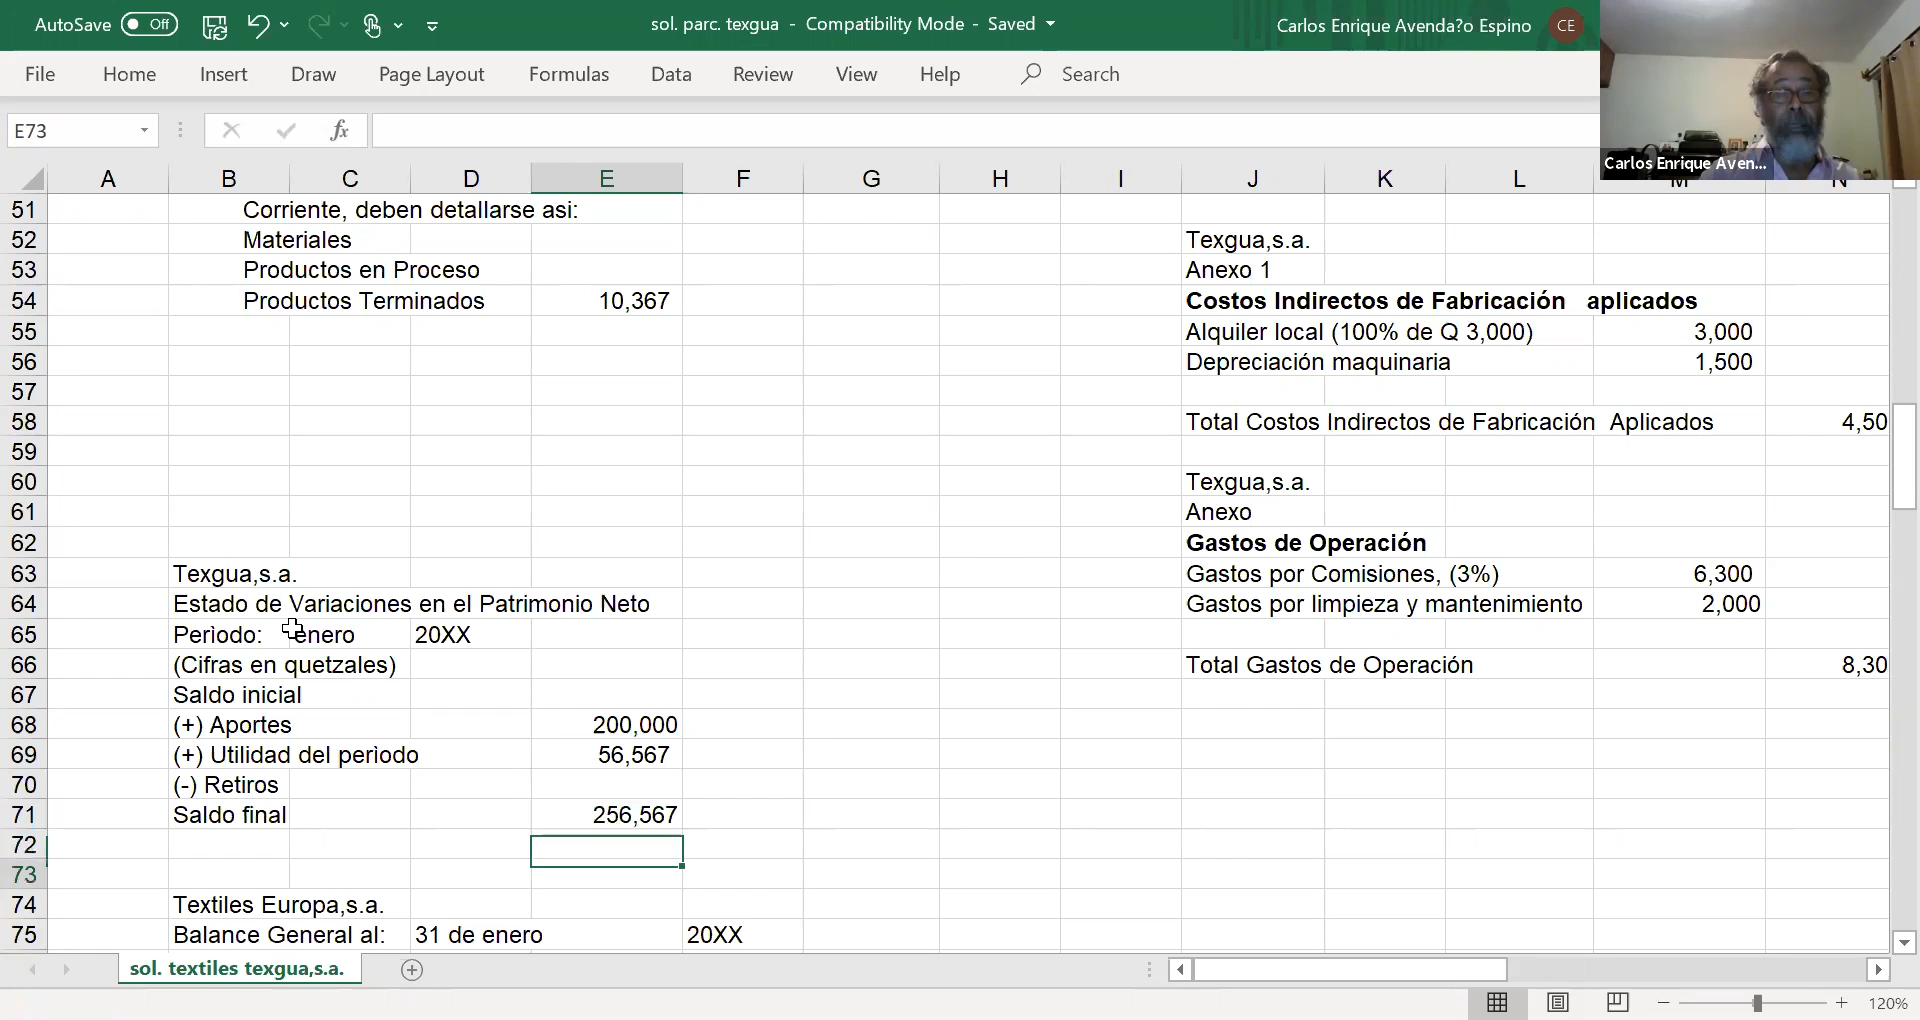 AutoSave Off
sol. parc. texgua - Compatibility Mode - Saved
Carlos Enrique Avenda?o Espino CE
File Home Insert Draw Page Layout Formulas Data Review View Help Search
Carlos Enrique Aven...
E73 fx
A B C D E F G H I J K L M N
51 Corriente, deben detallarse asi:
52 Materiales Texgua,s.a.
53 Productos en Proceso Anexo 1
54 Productos Terminados 10,367 Costos Indirectos de Fabricación aplicados
55 Alquiler local (100% de Q 3,000) 3,000
56 Depreciación maquinaria 1,500
57
58 Total Costos Indirectos de Fabricación Aplicados 4,50
59
60 Texgua,s.a.
61 Anexo
62 Gastos de Operación
63 Texgua,s.a. Gastos por Comisiones, (3%) 6,300
64 Estado de Variaciones en el Patrimonio Neto Gastos por limpieza y mantenimiento 2,000
65 Perìodo: enero 20XX
66 (Cifras en quetzales) Total Gastos de Operación 8,30
67 Saldo inicial
68 (+) Aportes 200,000
69 (+) Utilidad del perìodo 56,567
70 (-) Retiros
71 Saldo final 256,567
72
73
74 Textiles Europa,s.a.
75 Balance General al: 31 de enero 20XX
sol. textiles texgua,s.a.
120%